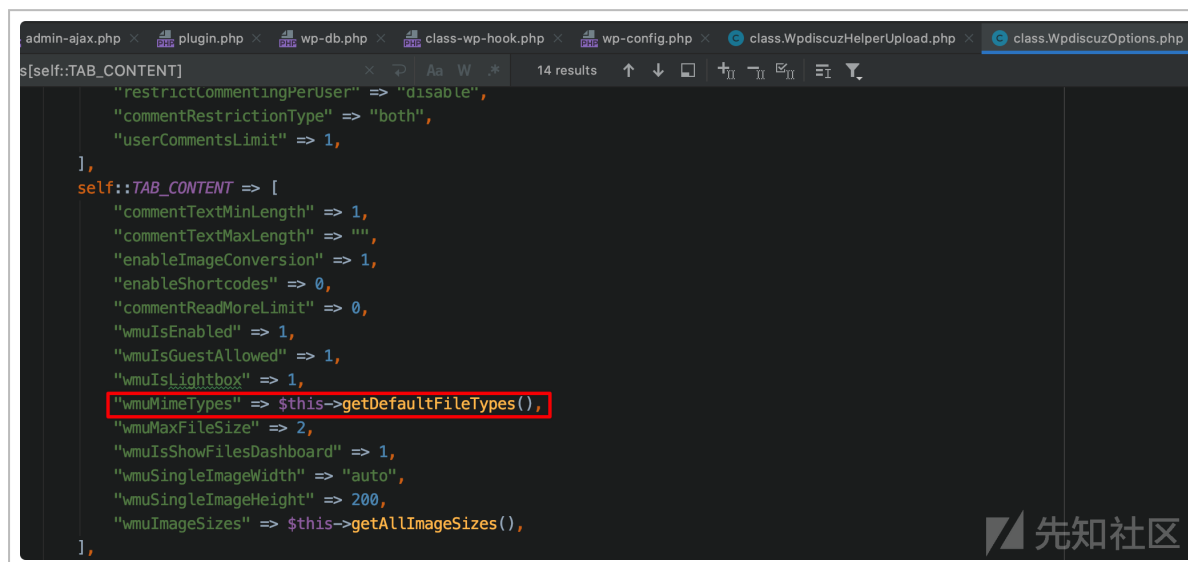 admin-ajax.php × plugin.php × wp-db.php × class-wp-hook.php × wp-config.php × class.WpdiscuzHelperUpload.php × class.WpdiscuzOptions.php
s[self::TAB_CONTENT] × Aa W .* 14 results
"restrictCommentingPerUser" => "disable",
"commentRestrictionType" => "both",
"userCommentsLimit" => 1,
],
self::TAB_CONTENT => [
"commentTextMinLength" => 1,
"commentTextMaxLength" => "",
"enableImageConversion" => 1,
"enableShortcodes" => 0,
"commentReadMoreLimit" => 0,
"wmuIsEnabled" => 1,
"wmuIsGuestAllowed" => 1,
"wmuIsLightbox" => 1,
"wmuMimeTypes" => $this->getDefaultFileTypes(),
"wmuMaxFileSize" => 2,
"wmuIsShowFilesDashboard" => 1,
"wmuSingleImageWidth" => "auto",
"wmuSingleImageHeight" => 200,
"wmuImageSizes" => $this->getAllImageSizes(),
],
先知社区